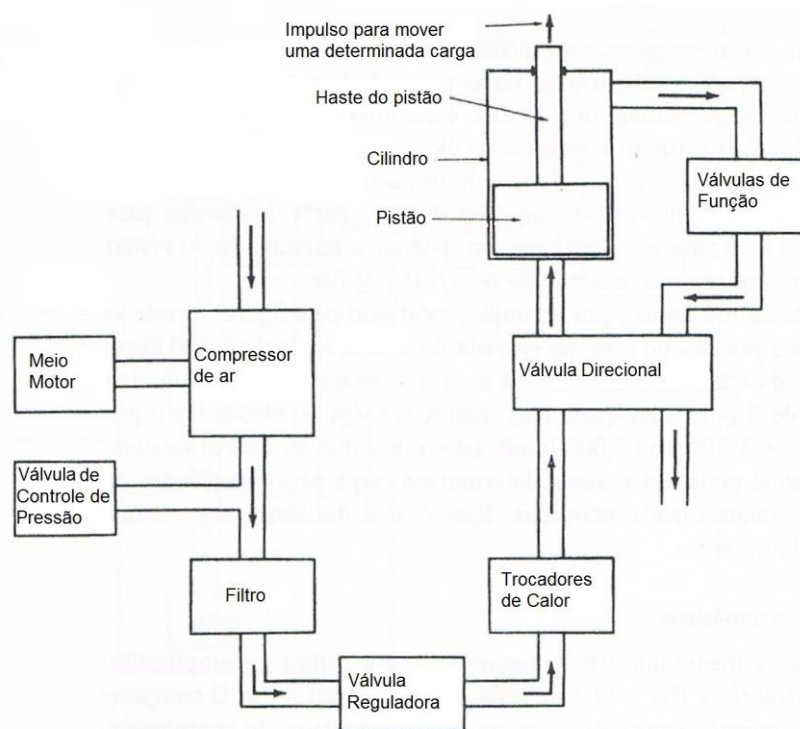 Impulso para mover
uma determinada carga
Haste do pistão
Cilindro
Pistão
Válvulas de
Função
Meio
Motor
Compressor
de ar
Válvula Direcional
Válvula de
Controle de
Pressão
Filtro
Trocadores
de Calor
Válvula
Reguladora